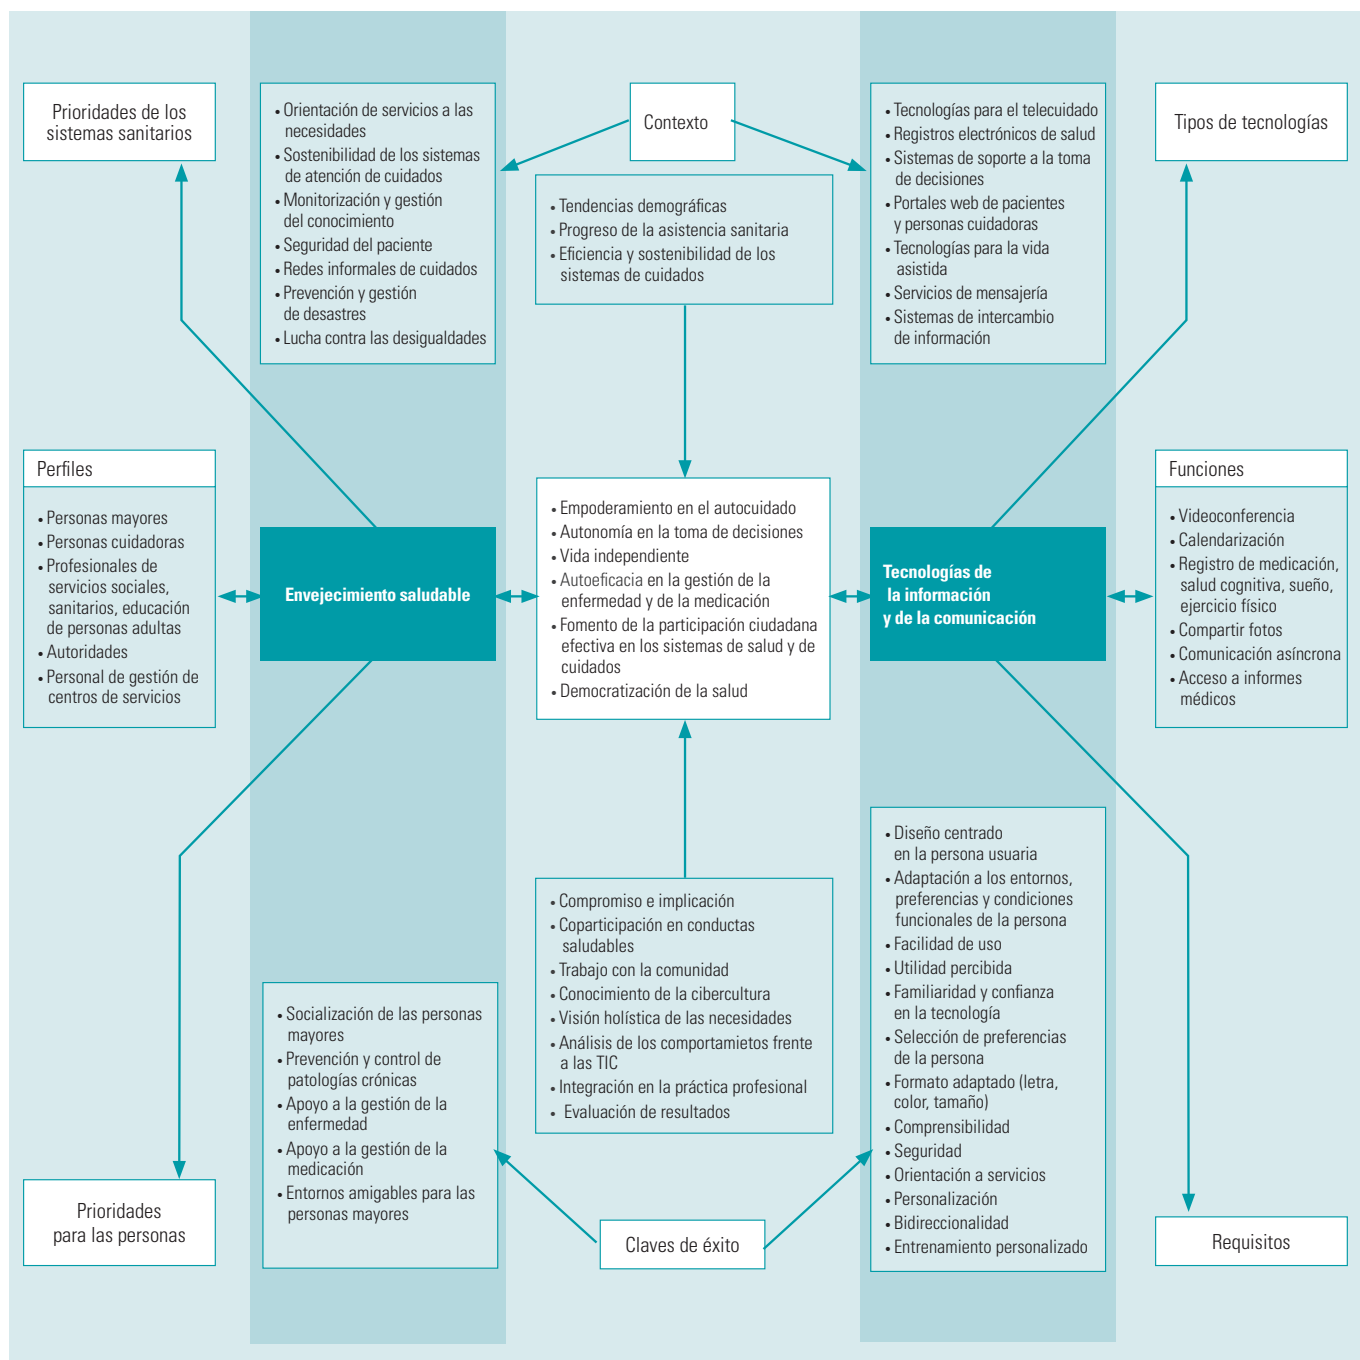 Prioridades de los
sistemas sanitarios
• Orientación de servicios a las
necesidades
• Sostenibilidad de los sistemas
de atención de cuidados
• Monitorización y gestión
del conocimiento
• Seguridad del paciente
• Redes informales de cuidados
• Prevención y gestión
de desastres
• Lucha contra las desigualdades
Contexto
• Tendencias demográficas
• Progreso de la asistencia sanitaria
• Eficiencia y sostenibilidad de los
sistemas de cuidados
• Tecnologías para el telecuidado
• Registros electrónicos de salud
• Sistemas de soporte a la toma
de decisiones
• Portales web de pacientes
y personas cuidadoras
• Tecnologías para la vida
asistida
• Servicios de mensajería
• Sistemas de intercambio
de información
Tipos de tecnologías
Perfiles
• Personas mayores
• Personas cuidadoras
• Profesionales de
servicios sociales,
sanitarios, educación
de personas adultas
• Autoridades
• Personal de gestión de
centros de servicios
Envejecimiento saludable
• Empoderamiento en el autocuidado
• Autonomía en la toma de decisiones
• Vida independiente
• Autoeficacia en la gestión de la
enfermedad y de la medicación
• Fomento de la participación ciudadana
efectiva en los sistemas de salud y de
cuidados
• Democratización de la salud
Tecnologías de
la información
y de la comunicación
Funciones
• Videoconferencia
• Calendarización
• Registro de medicación,
salud cognitiva, sueño,
ejercicio físico
• Compartir fotos
• Comunicación asíncrona
• Acceso a informes
médicos
Prioridades
para las personas
• Socialización de las personas
mayores
• Prevención y control de
patologías crónicas
• Apoyo a la gestión de la
enfermedad
• Apoyo a la gestión de la
medicación
• Entornos amigables para las
personas mayores
• Compromiso e implicación
• Coparticipación en conductas
saludables
• Trabajo con la comunidad
• Conocimiento de la cibercultura
• Visión holística de las necesidades
• Análisis de los comportamietos frente
a las TIC
• Integración en la práctica profesional
• Evaluación de resultados
Claves de éxito
• Diseño centrado
en la persona usuaria
• Adaptación a los entornos,
preferencias y condiciones
funcionales de la persona
• Facilidad de uso
• Utilidad percibida
• Familiaridad y confianza
en la tecnología
• Selección de preferencias
de la persona
• Formato adaptado (letra,
color, tamaño)
• Comprensibilidad
• Seguridad
• Orientación a servicios
• Personalización
• Bidireccionalidad
• Entrenamiento personalizado
Requisitos